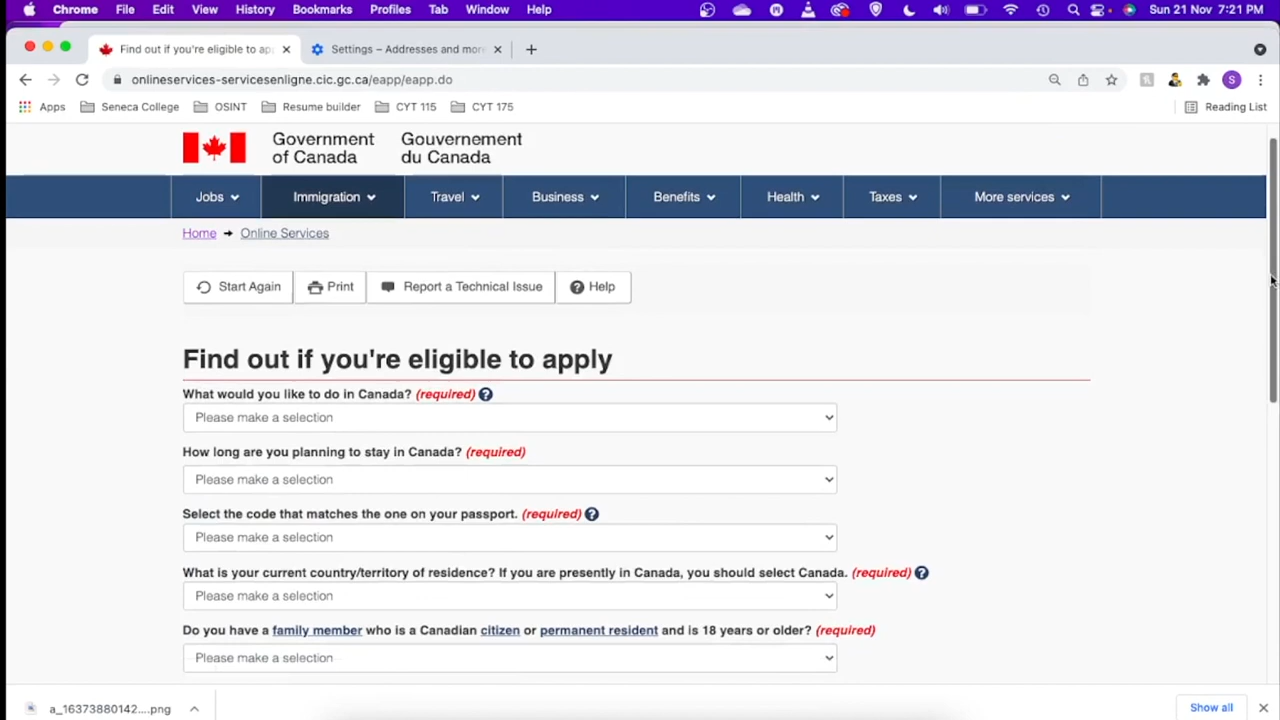 Chrome File Edit View History Bookmarks Profiles Tab Window Help Sun 21 Nov 7:21 PM
Find out if you're eligible to app Settings – Addresses and more
onlineservices-servicesenligne.cic.gc.ca/eapp/eapp.do S
Apps Seneca College OSINT Resume builder CYT 115 CYT 175 Reading List
Government of Canada
Gouvernement du Canada
Jobs Immigration Travel Business Benefits Health Taxes More services
Home Online Services
Start Again Print Report a Technical Issue Help
Find out if you're eligible to apply
What would you like to do in Canada? (required) ?
Please make a selection
How long are you planning to stay in Canada? (required)
Please make a selection
Select the code that matches the one on your passport. (required) ?
Please make a selection
What is your current country/territory of residence? If you are presently in Canada, you should select Canada. (required) ?
Please make a selection
Do you have a family member who is a Canadian citizen or permanent resident and is 18 years or older? (required)
Please make a selection
a_16373880142....png Show all